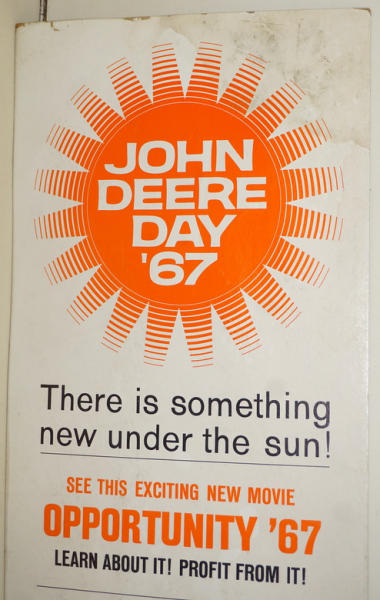 JOHN
DEERE
DAY
'67
There is something
new under the sun!
SEE THIS EXCITING NEW MOVIE
OPPORTUNITY '67
LEARN ABOUT IT! PROFIT FROM IT!